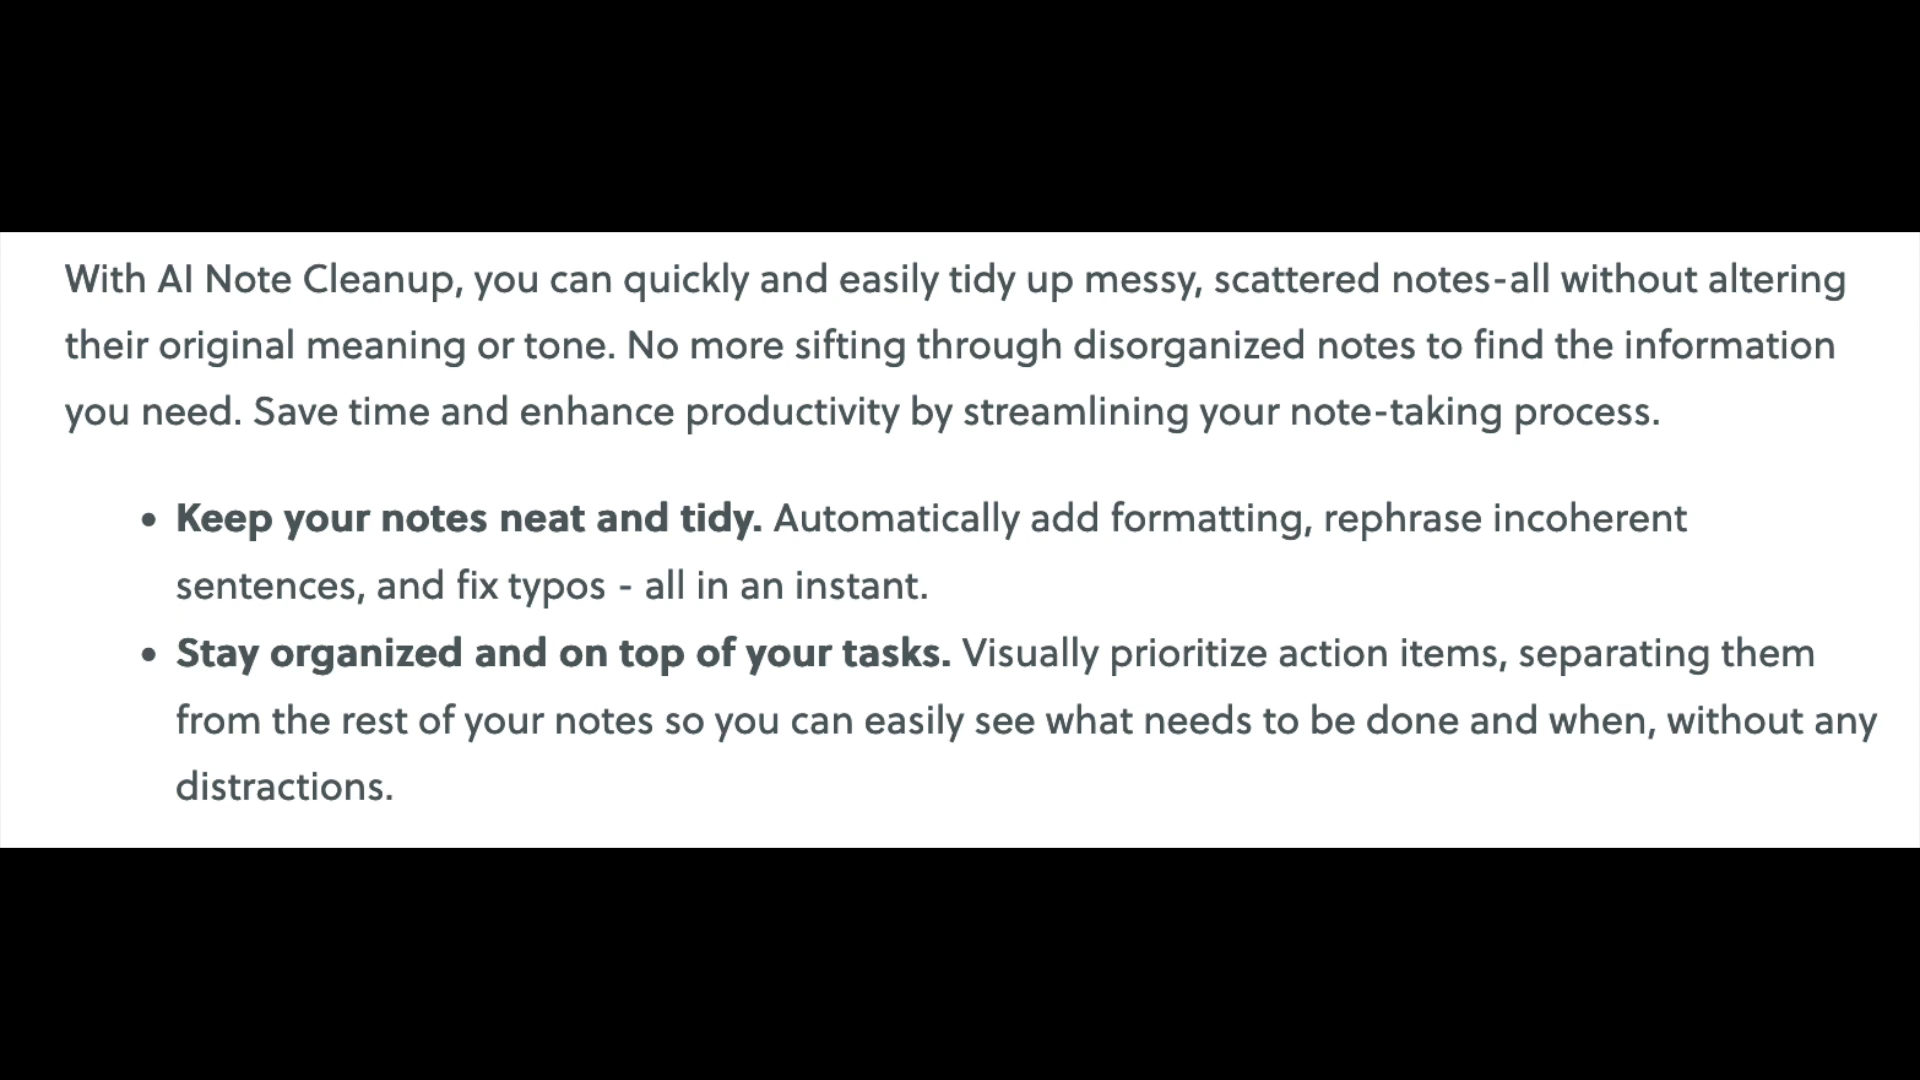 With AI Note Cleanup, you can quickly and easily tidy up messy, scattered notes-all without altering
their original meaning or tone. No more sifting through disorganized notes to find the information
you need. Save time and enhance productivity by streamlining your note-taking process.
• Keep your notes neat and tidy. Automatically add formatting, rephrase incoherent
sentences, and fix typos - all in an instant.
• Stay organized and on top of your tasks. Visually prioritize action items, separating them
from the rest of your notes so you can easily see what needs to be done and when, without any
distractions.